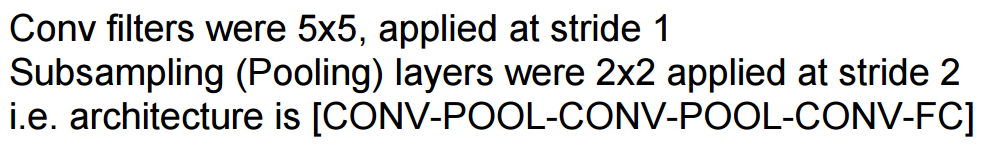 Conv filters were 5x5, applied at stride 1
Subsampling (Pooling) layers were 2x2 applied at stride 2
i.e. architecture is [CONV-POOL-CONV-POOL-CONV-FC]